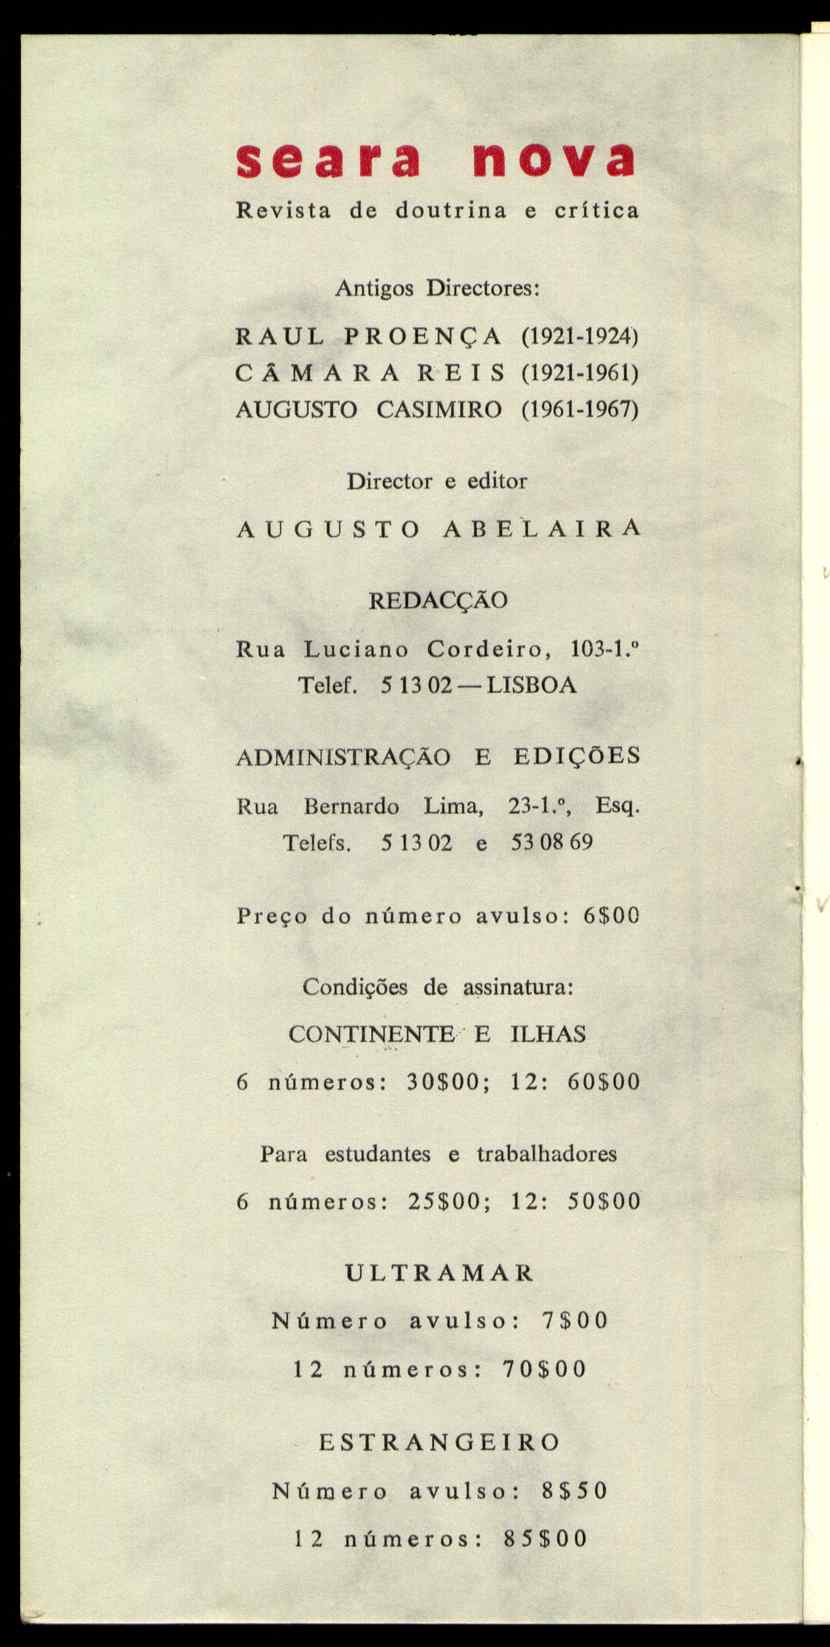 seara nova
Revista de doutrina e crítica
Antigos Directores:
RAUL PROENÇA (1921-1924)
CÂMARA REIS (1921-1961)
AUGUSTO CASIMIRO (1961-1967)
Director e editor
AUGUSTO ABELAIRA
REDACÇÃO
Rua Luciano Cordeiro, 103-1.º
Telef. 5 13 02 — LISBOA
ADMINISTRAÇÃO E EDIÇÕES
Rua Bernardo Lima, 23-1.º, Esq.
Telefs. 5 13 02 e 53 08 69
Preço do número avulso: 6$00
Condições de assinatura:
CONTINENTE E ILHAS
6 números: 30$00; 12: 60$00
Para estudantes e trabalhadores
6 números: 25$00; 12: 50$00
ULTRAMAR
Número avulso: 7$00
12 números: 70$00
ESTRANGEIRO
Número avulso: 8$50
12 números: 85$00